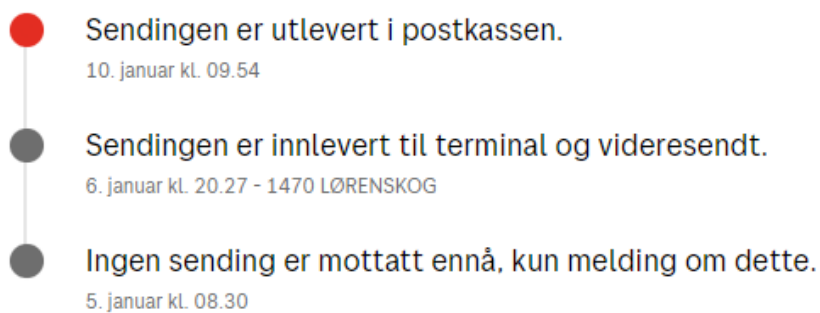 Sendingen er utlevert i postkassen.
10. januar kl. 09.54
Sendingen er innlevert til terminal og videresendt.
6. januar kl. 20.27 - 1470 LØRENSKOG
Ingen sending er mottatt ennå, kun melding om dette.
5. januar kl. 08.30